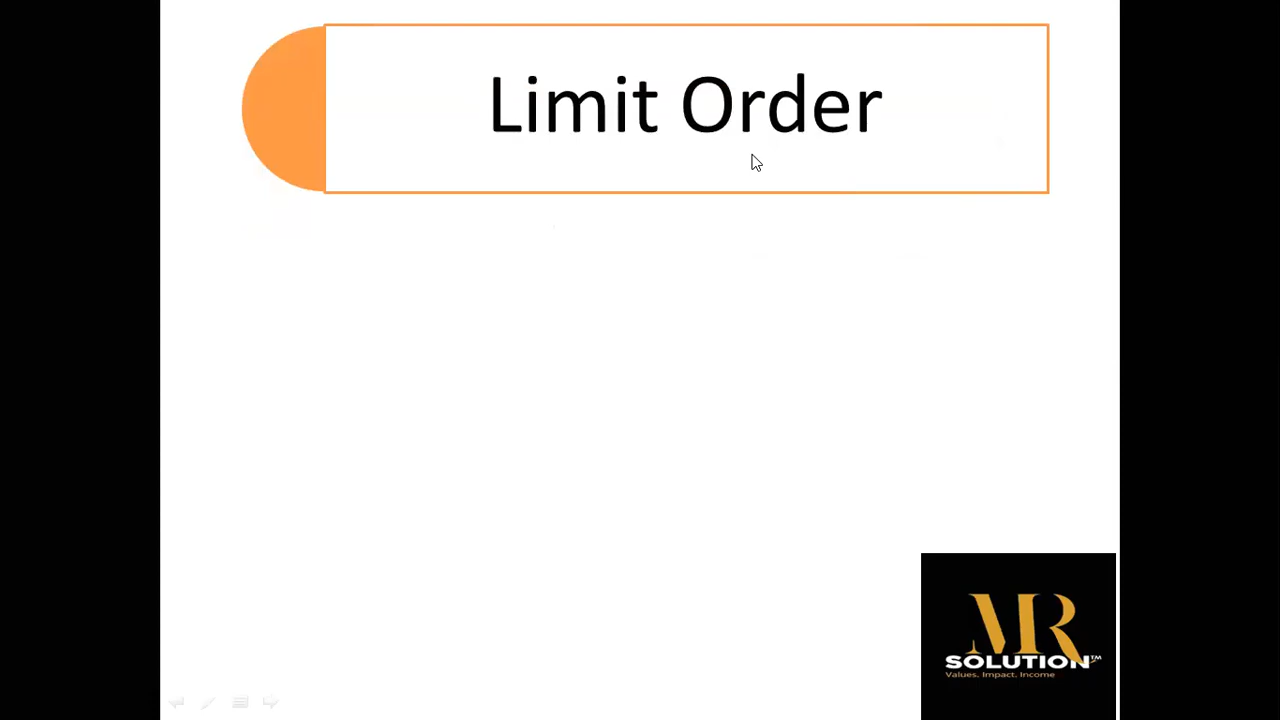 Limit Order
MR
SOLUTION™
Values. Impact. Income